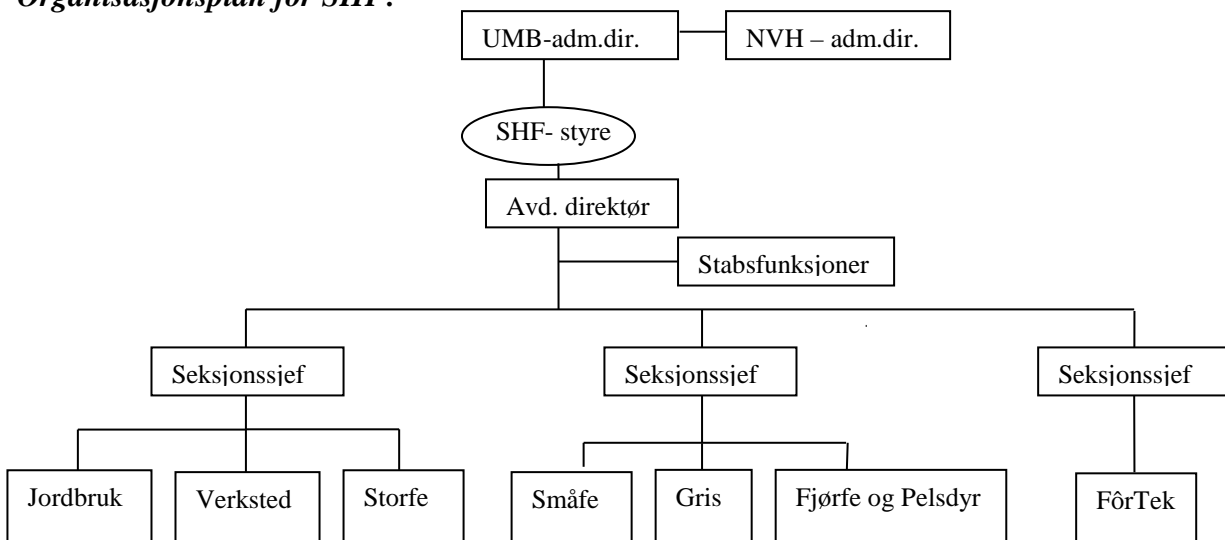 Organisasjonsplan for SHF:
UMB-adm.dir.
NVH – adm.dir.
SHF- styre
Avd. direktør
Stabsfunksjoner
Seksjonssjef
Seksjonssjef
Seksjonssjef
Jordbruk
Verksted
Storfe
Småfe
Gris
Fjørfe og Pelsdyr
FôrTek